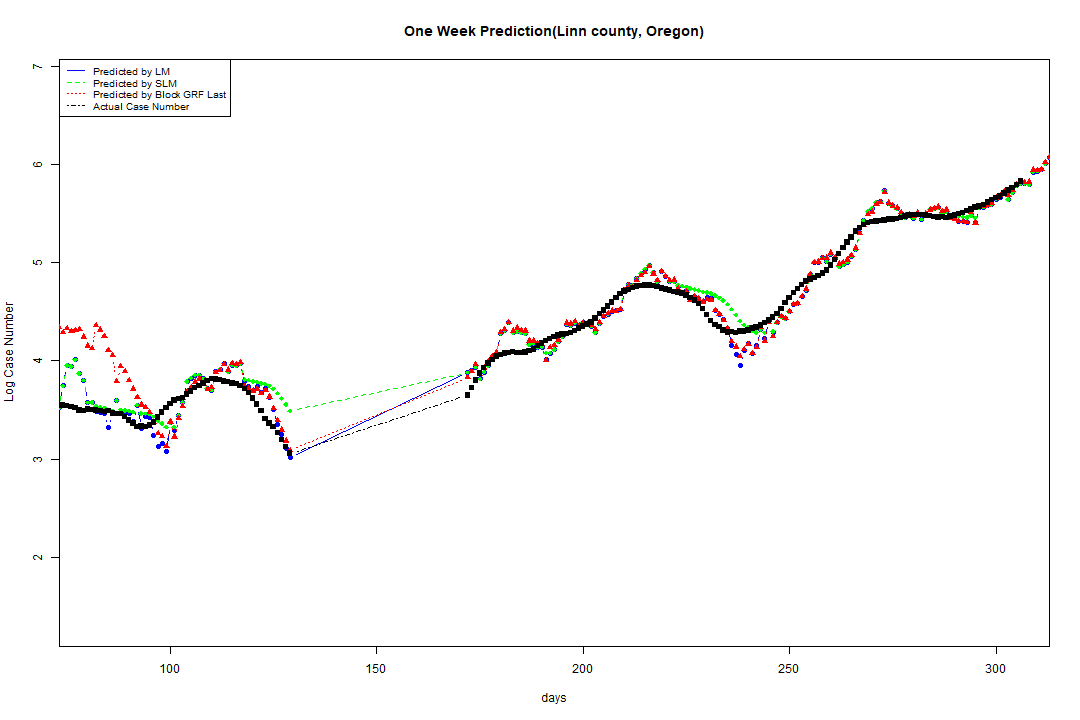 One Week Prediction(Linn county, Oregon)
Predicted by LM
Predicted by SLM
Predicted by Block GRF Last
Actual Case Number
7
6
5
4
3
2
Log Case Number
100
150
200
250
300
days